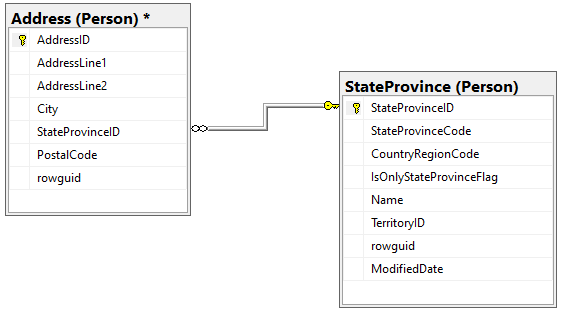 Address (Person) *
AddressID
AddressLine1
AddressLine2
City
StateProvinceID
PostalCode
rowguid
StateProvince (Person)
StateProvinceID
StateProvinceCode
CountryRegionCode
IsOnlyStateProvinceFlag
Name
TerritoryID
rowguid
ModifiedDate